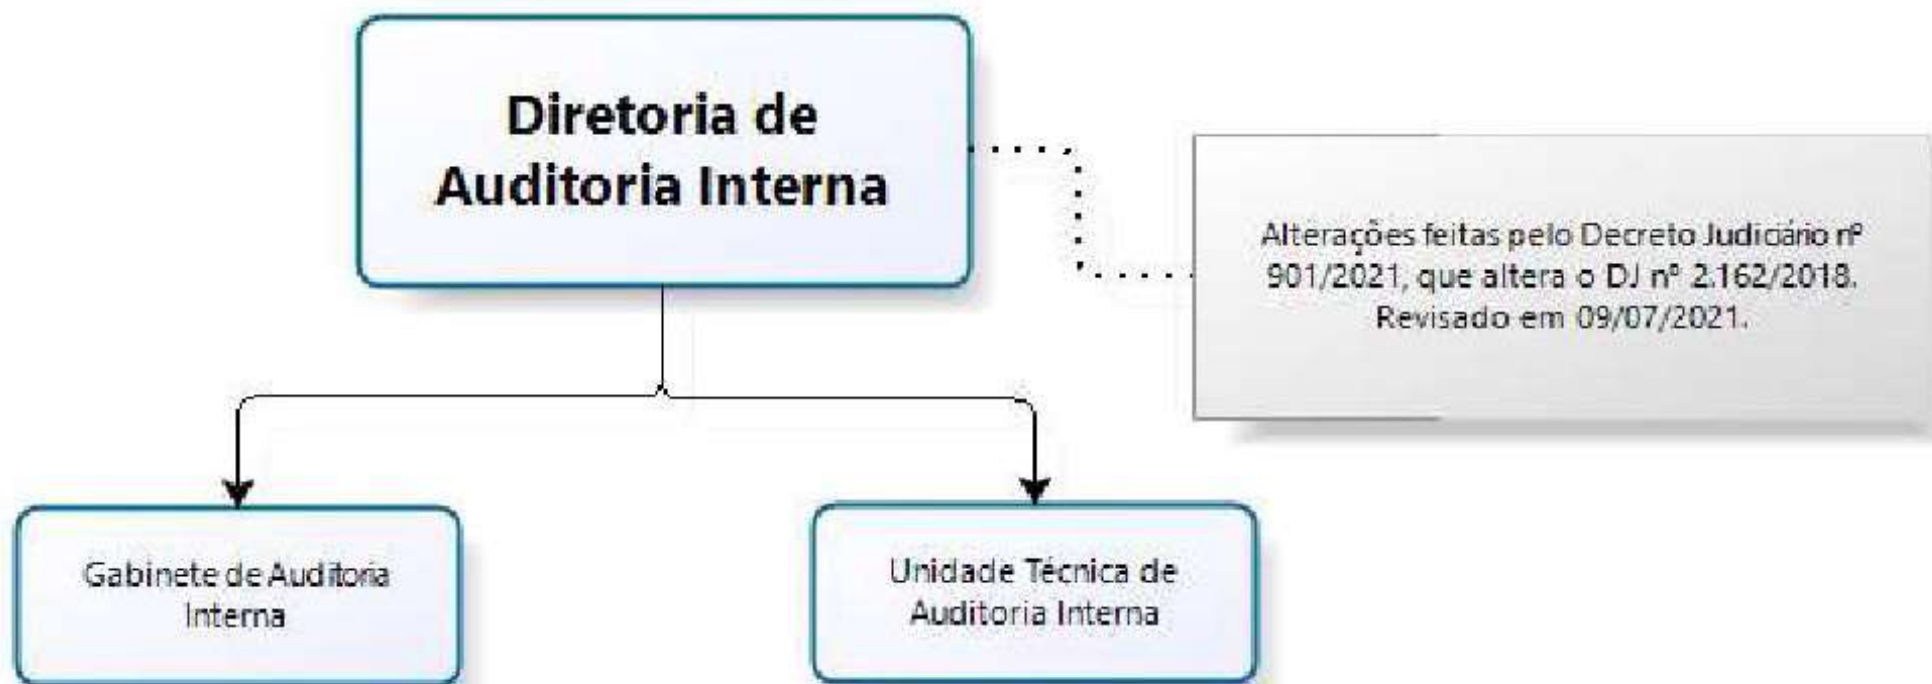 Diretoria de
Auditoria Interna
Alterações feitas pelo Decreto Judiciário nº
901/2021, que altera o DJ nº 2.162/2018.
Revisado em 09/07/2021.
Gabinete de Auditoria
Interna
Unidade Técnica de
Auditoria Interna